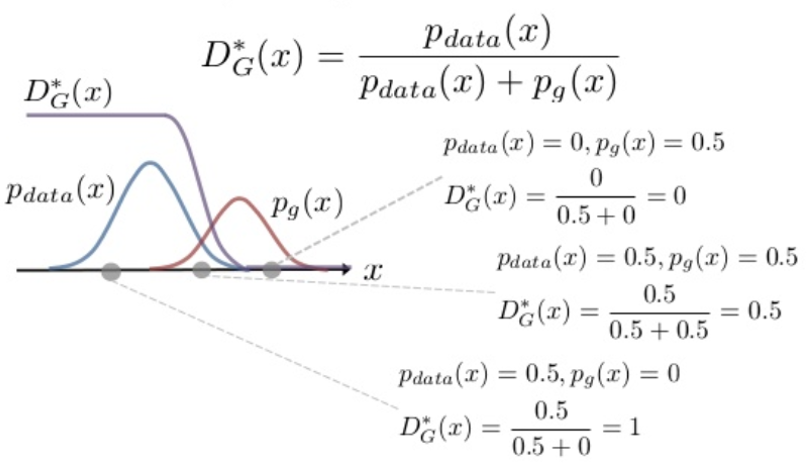 D*_G(x) = p_data(x) / (p_data(x) + p_g(x))
D*_G(x)
p_data(x)
p_g(x)
x
p_data(x) = 0, p_g(x) = 0.5
D*_G(x) = 0 / (0.5 + 0) = 0
p_data(x) = 0.5, p_g(x) = 0.5
D*_G(x) = 0.5 / (0.5 + 0.5) = 0.5
p_data(x) = 0.5, p_g(x) = 0
D*_G(x) = 0.5 / (0.5 + 0) = 1